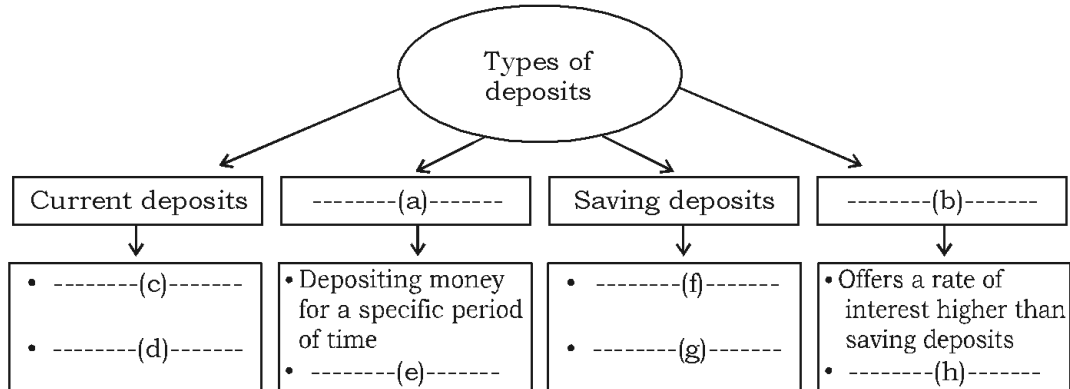 Types of
deposits
Current deposits
--------(a)-------
Saving deposits
--------(b)-------
• --------(c)-------
• --------(d)-------
• Depositing money
for a specific period
of time
• --------(e)-------
• --------(f)-------
• --------(g)-------
• Offers a rate of
interest higher than
saving deposits
• --------(h)-------